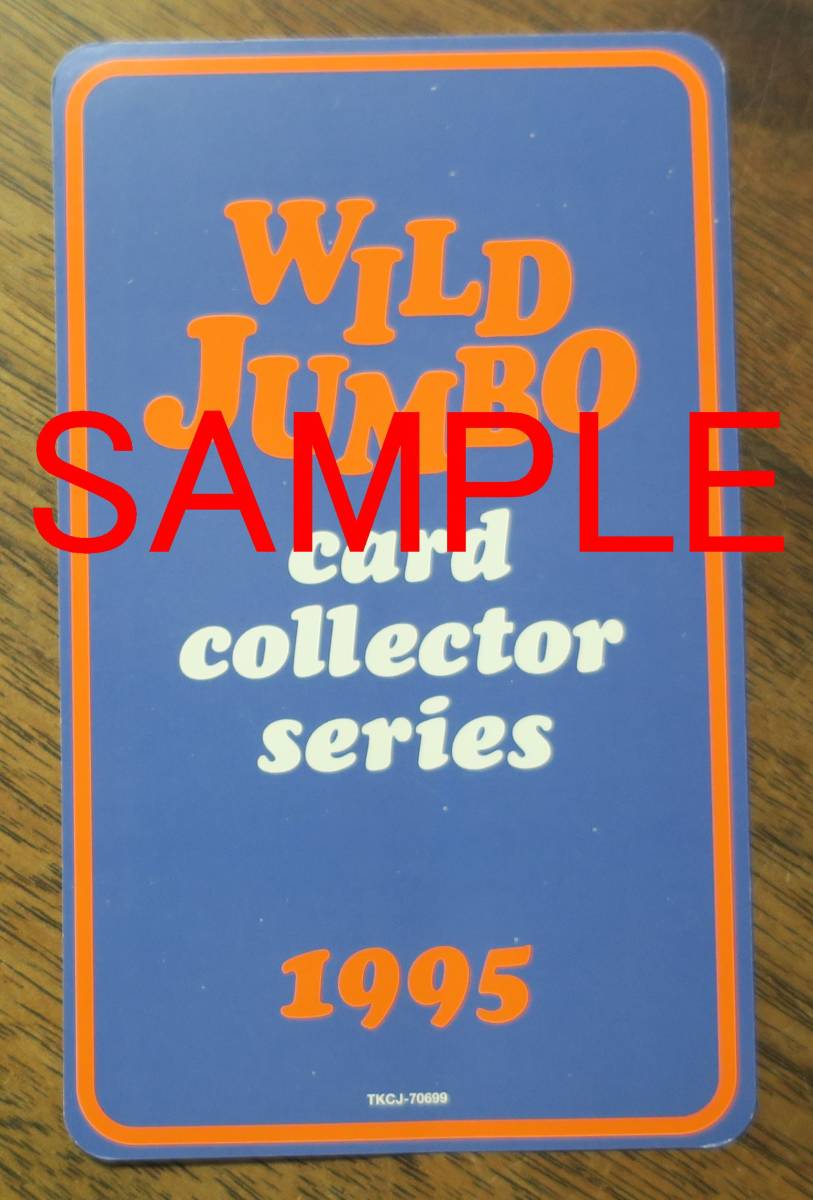 WILD
JUMBO
SAMPLE
card
collector
series
1995
TKCJ-70699